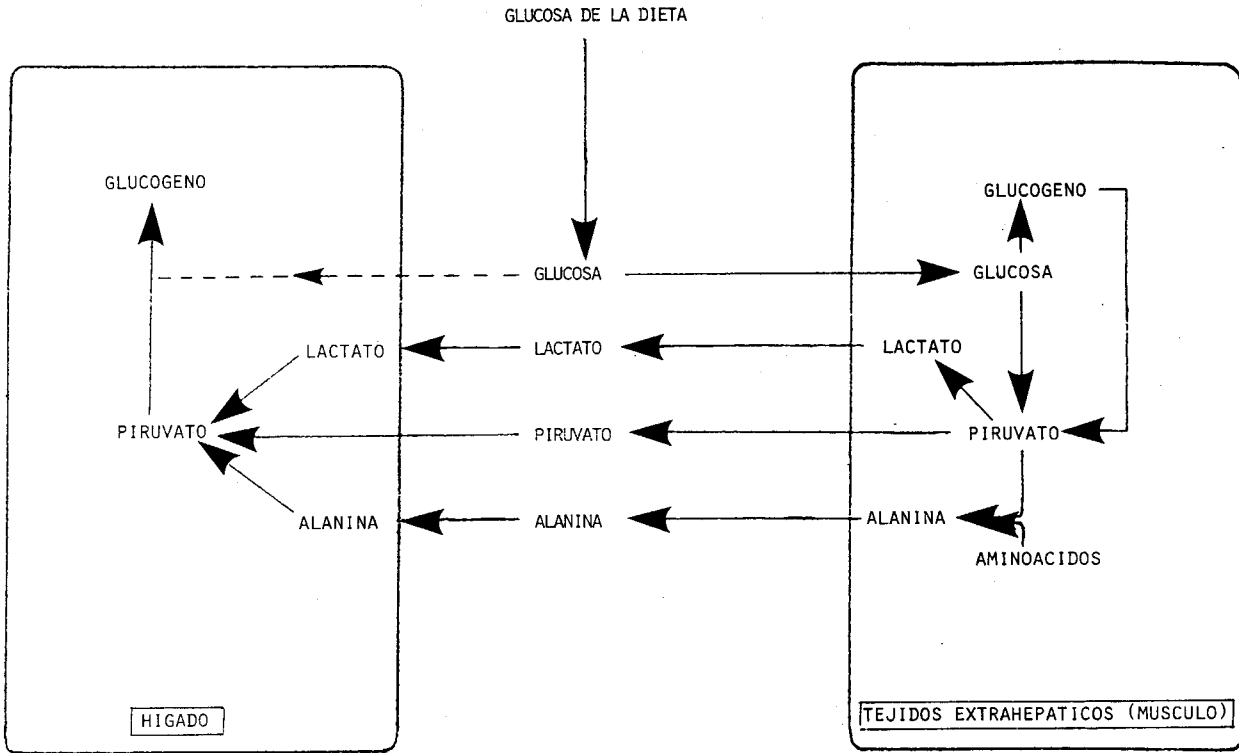 GLUCOSA DE LA DIETA
GLUCOGENO
GLUCOGENO
GLUCOSA
GLUCOSA
LACTATO
LACTATO
LACTATO
PIRUVATO
PIRUVATO
PIRUVATO
ALANINA
ALANINA
ALANINA
AMINOACIDOS
HIGADO
TEJIDOS EXTRAHEPATICOS (MUSCULO)